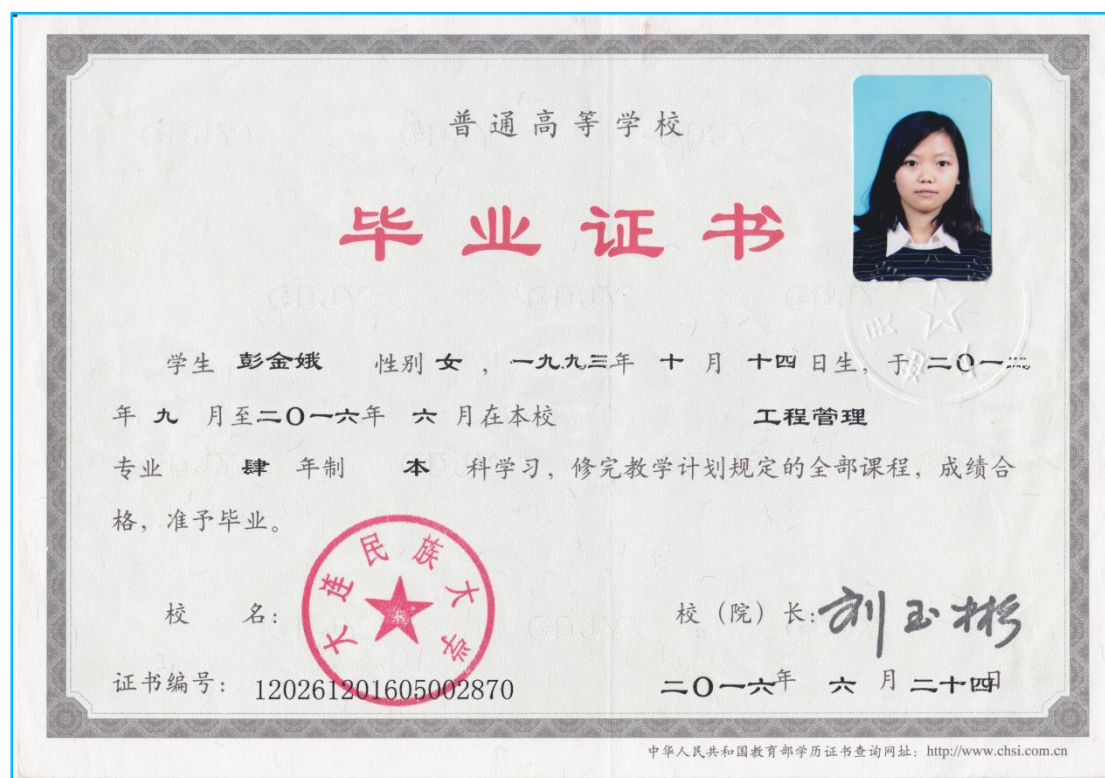 普通高等学校
毕业证书
学生 彭金娥 性别 女 ，一九九三年 十 月 十四 日生，于 二〇一二
年 九 月至二〇一六年 六 月在本校 工程管理
专业 肆 年制 本 科学习，修完教学计划规定的全部课程，成绩合
格，准予毕业。
大连民族大学
校 名： 校（院）长：刘玉彬
证书编号： 120261201605002870 二〇一六年 六 月 二十四日
中华人民共和国教育部学历证书查询网址：http://www.chsi.com.cn